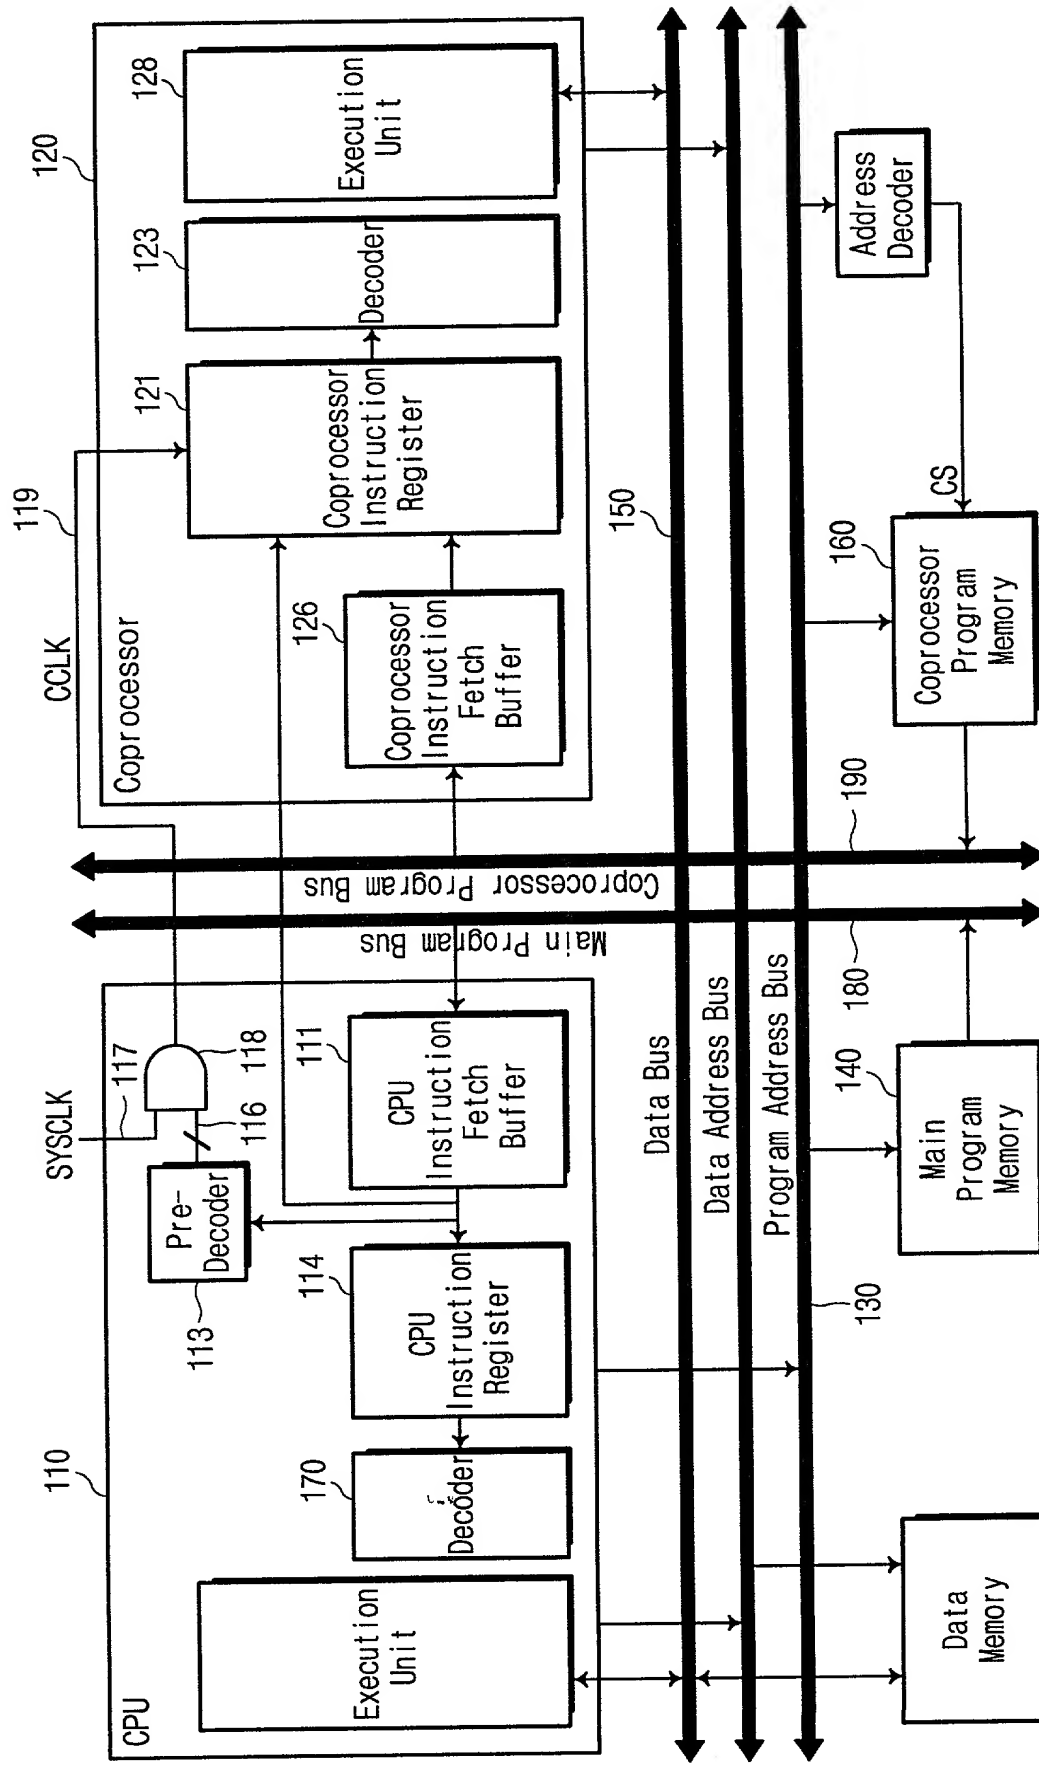 SYSCLK
117
118
116
Pre-
Decoder
113
CPU
110
Execution
Unit
170
Decoder
114
CPU
Instruction
Register
111
CPU
Instruction
Fetch
Buffer
CCLK
119
Coprocessor
120
126
Coprocessor
Instruction
Fetch
Buffer
121
Coprocessor
Instruction
Register
123
Decoder
128
Execution
Unit
Main Program Bus
Coprocessor Program Bus
Data Bus
150
Data Address Bus
Program Address Bus
130
180
190
Data
Memory
140
Main
Program
Memory
160
Coprocessor
Program
Memory
CS
Address
Decoder